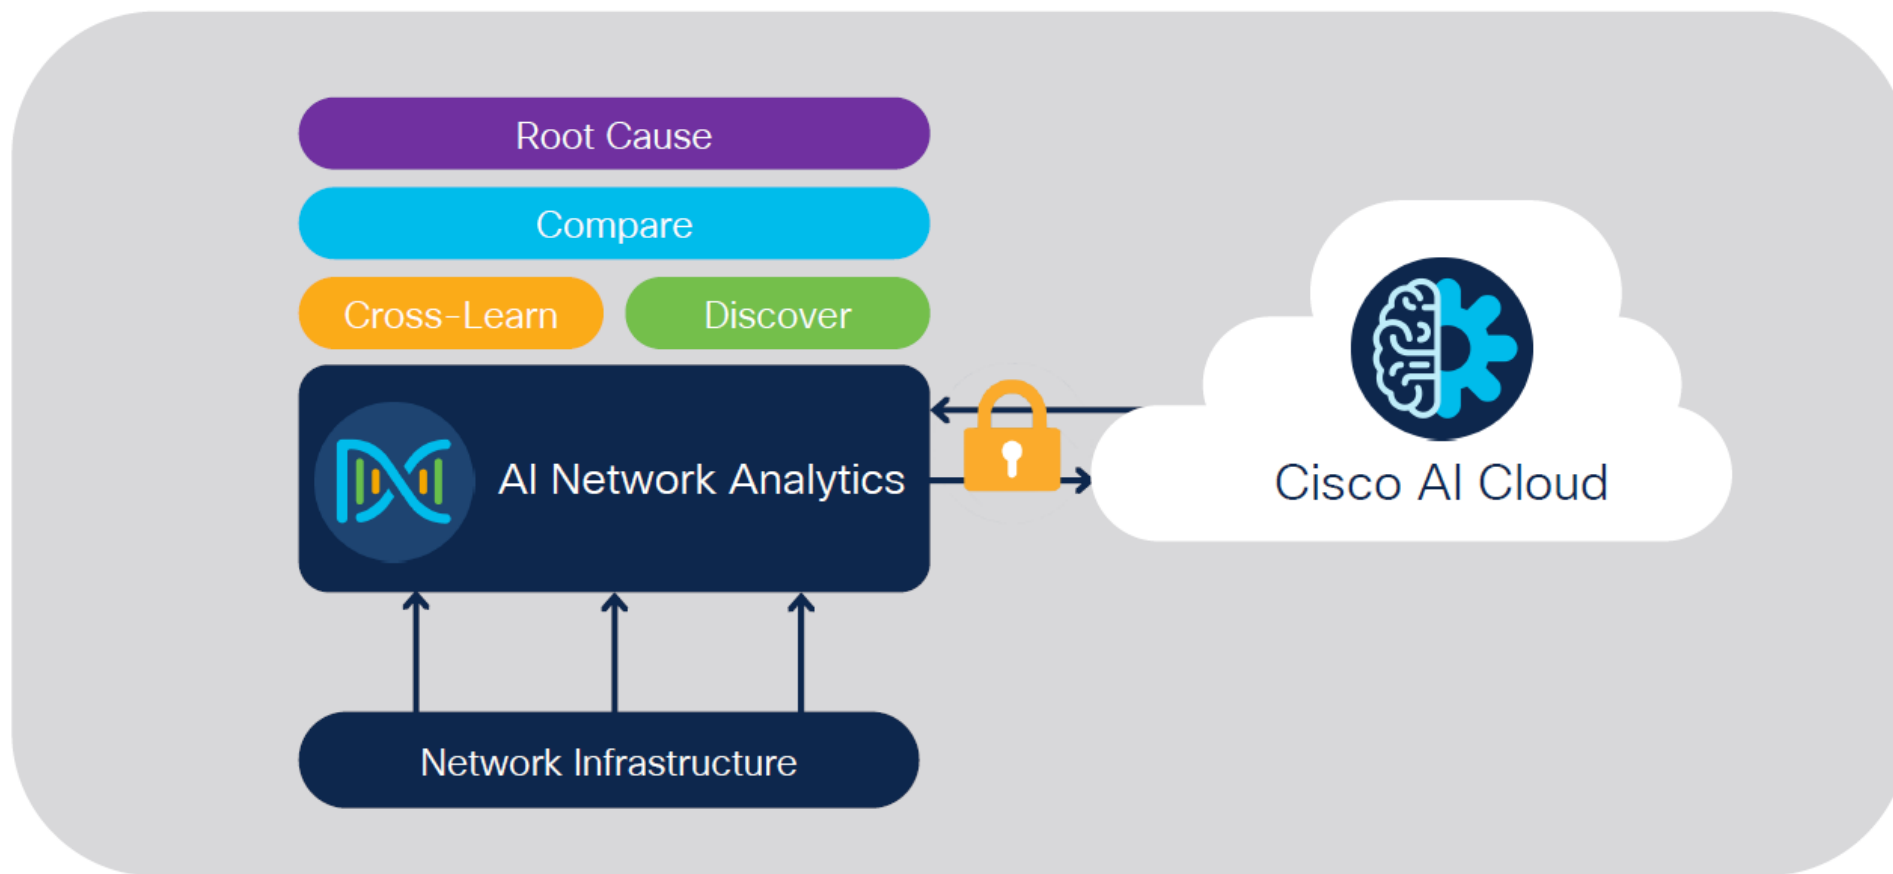 Root Cause
Compare
Cross-Learn
Discover
AI Network Analytics
Cisco AI Cloud
Network Infrastructure